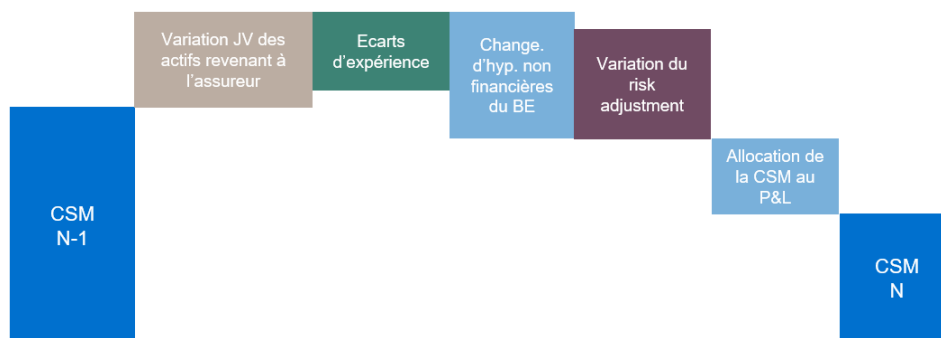 CSM
N-1
Variation JV des
actifs revenant à
l'assureur
Ecarts
d'expérience
Change.
d'hyp. non
financières
du BE
Variation du
risk
adjustment
Allocation de
la CSM au
P&L
CSM
N